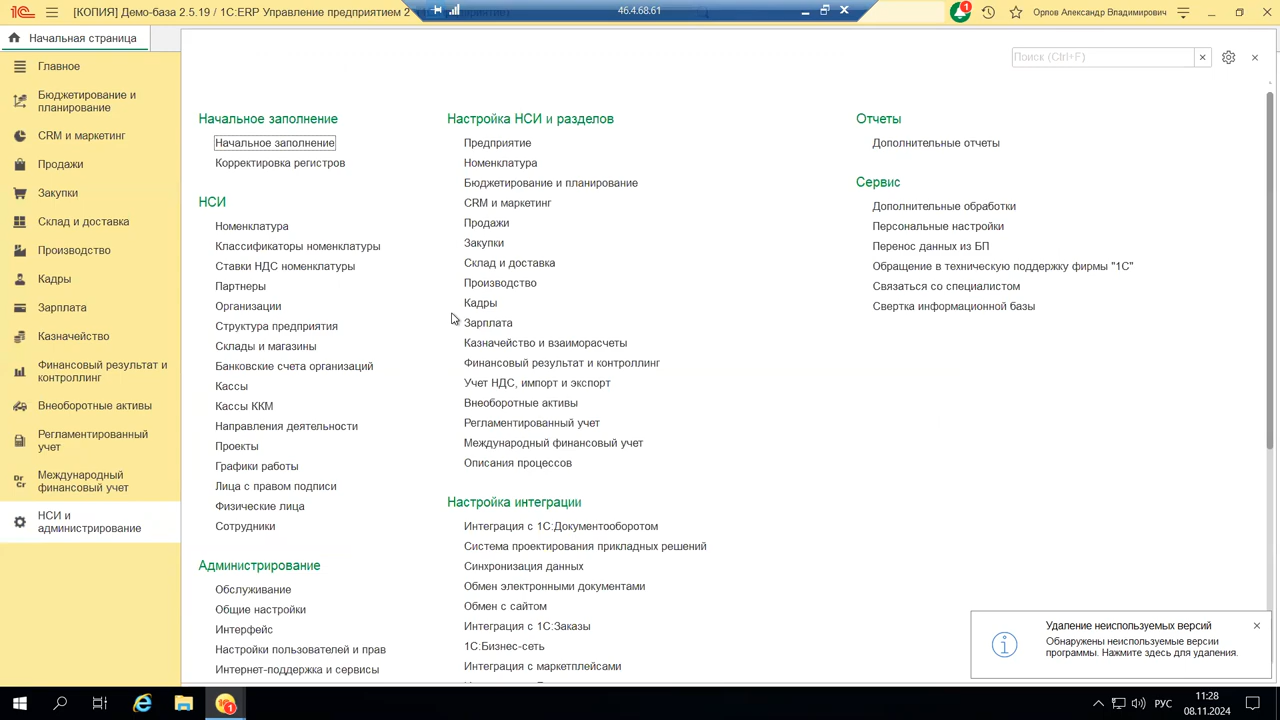 [КОПИЯ] Демо-база 2.5.19 / 1С:ERP Управление предприятием 2
46.4.68.61
1
Орлов Александр Владимирович
Начальная страница
Поиск (Ctrl+F)
Главное
Бюджетирование и
планирование
CRM и маркетинг
Продажи
Закупки
Склад и доставка
Производство
Кадры
Зарплата
Казначейство
Финансовый результат и
контроллинг
Внеоборотные активы
Регламентированный
учет
Международный
финансовый учет
НСИ и
администрирование
Начальное заполнение
Начальное заполнение
Корректировка регистров
НСИ
Номенклатура
Классификаторы номенклатуры
Ставки НДС номенклатуры
Партнеры
Организации
Структура предприятия
Склады и магазины
Банковские счета организаций
Кассы
Кассы ККМ
Направления деятельности
Проекты
Графики работы
Лица с правом подписи
Физические лица
Сотрудники
Администрирование
Обслуживание
Общие настройки
Интерфейс
Настройки пользователей и прав
Интернет-поддержка и сервисы
Настройка НСИ и разделов
Предприятие
Номенклатура
Бюджетирование и планирование
CRM и маркетинг
Продажи
Закупки
Склад и доставка
Производство
Кадры
Зарплата
Казначейство и взаиморасчеты
Финансовый результат и контроллинг
Учет НДС, импорт и экспорт
Внеоборотные активы
Регламентированный учет
Международный финансовый учет
Описания процессов
Настройка интеграции
Интеграция с 1С:Документооборотом
Система проектирования прикладных решений
Синхронизация данных
Обмен электронными документами
Обмен с сайтом
Интеграция с 1С:Заказы
1С:Бизнес-сеть
Интеграция с маркетплейсами
Отчеты
Дополнительные отчеты
Сервис
Дополнительные обработки
Персональные настройки
Перенос данных из БП
Обращение в техническую поддержку фирмы "1С"
Связаться со специалистом
Свертка информационной базы
Удаление неиспользуемых версий
Обнаружены неиспользуемые версии
программы. Нажмите здесь для удаления.
РУС
11:28
08.11.2024